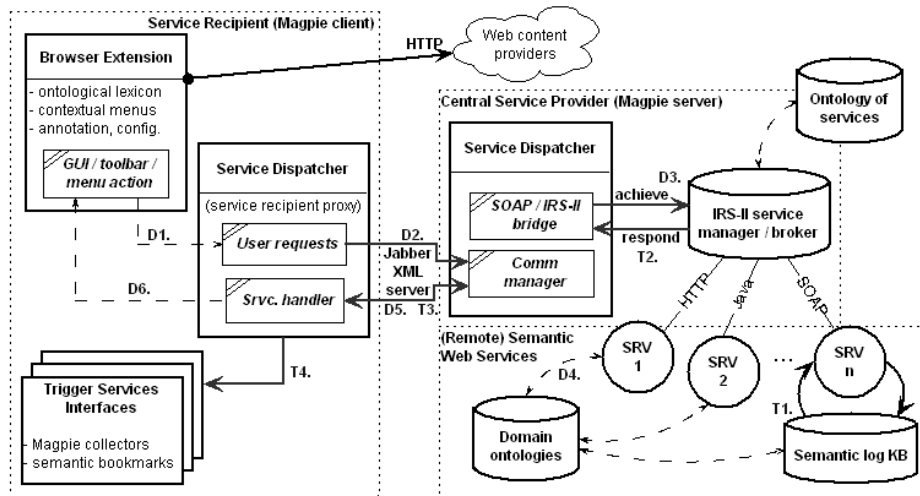 Service Recipient (Magpie client)
Browser Extension
- ontological lexicon
- contextual menus
- annotation, config.
GUI / toolbar /
menu action
HTTP
Web content
providers
Service Dispatcher
(service recipient proxy)
User requests
Srvc. handler
D1.
D6.
D2.
Jabber
XML
server
D5. T3.
T4.
Trigger Services
Interfaces
- Magpie collectors
- semantic bookmarks
Central Service Provider (Magpie server)
Service Dispatcher
SOAP / IRS-II
bridge
Comm
manager
D3.
achieve
respond
T2.
Ontology of
services
IRS-II service
manager / broker
HTTP
Java
SOAP
(Remote) Semantic
Web Services
SRV
1
SRV
2
...
SRV
n
D4.
T1.
Domain
ontologies
Semantic log KB